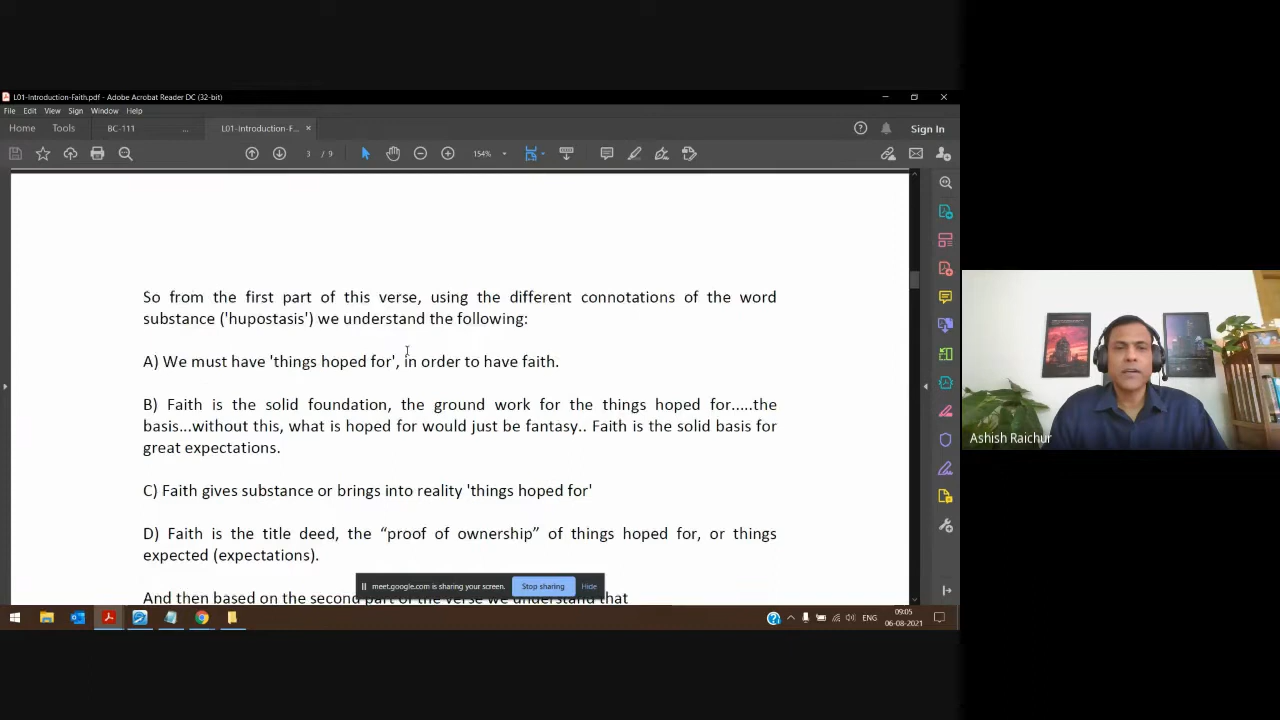 L01-Introduction-Faith.pdf - Adobe Acrobat Reader DC (32-bit)
File Edit View Sign Window Help
Home Tools BC-111 ... L01-Introduction-F... × Sign In
3 / 9 154%
So from the first part of this verse, using the different connotations of the word
substance ('hupostasis') we understand the following:
A) We must have 'things hoped for', in order to have faith.
B) Faith is the solid foundation, the ground work for the things hoped for.....the
basis...without this, what is hoped for would just be fantasy.. Faith is the solid basis for
great expectations.
C) Faith gives substance or brings into reality 'things hoped for'
D) Faith is the title deed, the “proof of ownership” of things hoped for, or things
expected (expectations).
meet.google.com is sharing your screen. Stop sharing Hide
And then based on the second part of the verse we understand that
Ashish Raichur
ENG
09:05
06-08-2021